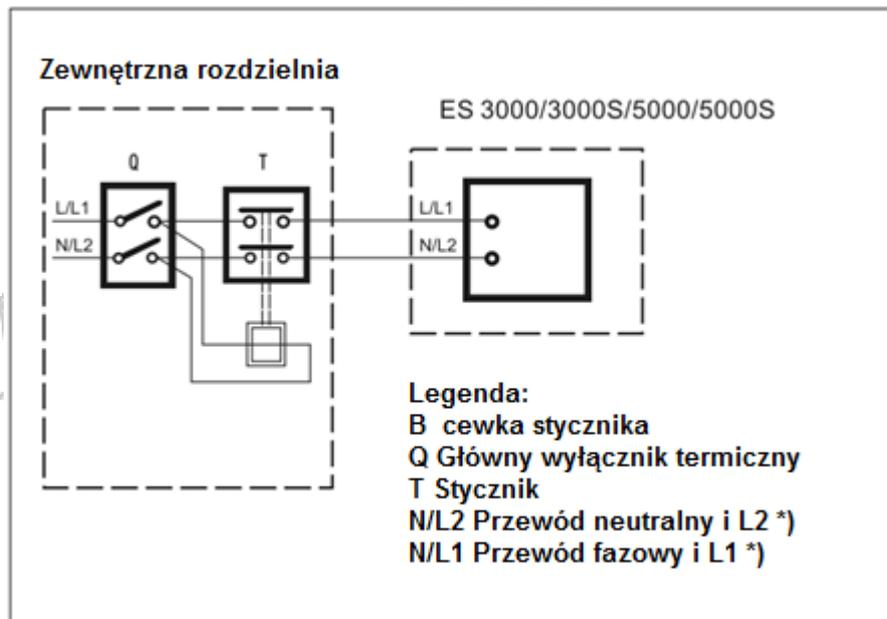 Zewnętrzna rozdzielnia
ES 3000/3000S/5000/5000S
Q
T
L/L1
N/L2
L/L1
N/L2
Legenda:
B cewka stycznika
Q Główny wyłącznik termiczny
T Stycznik
N/L2 Przewód neutralny i L2 *)
N/L1 Przewód fazowy i L1 *)